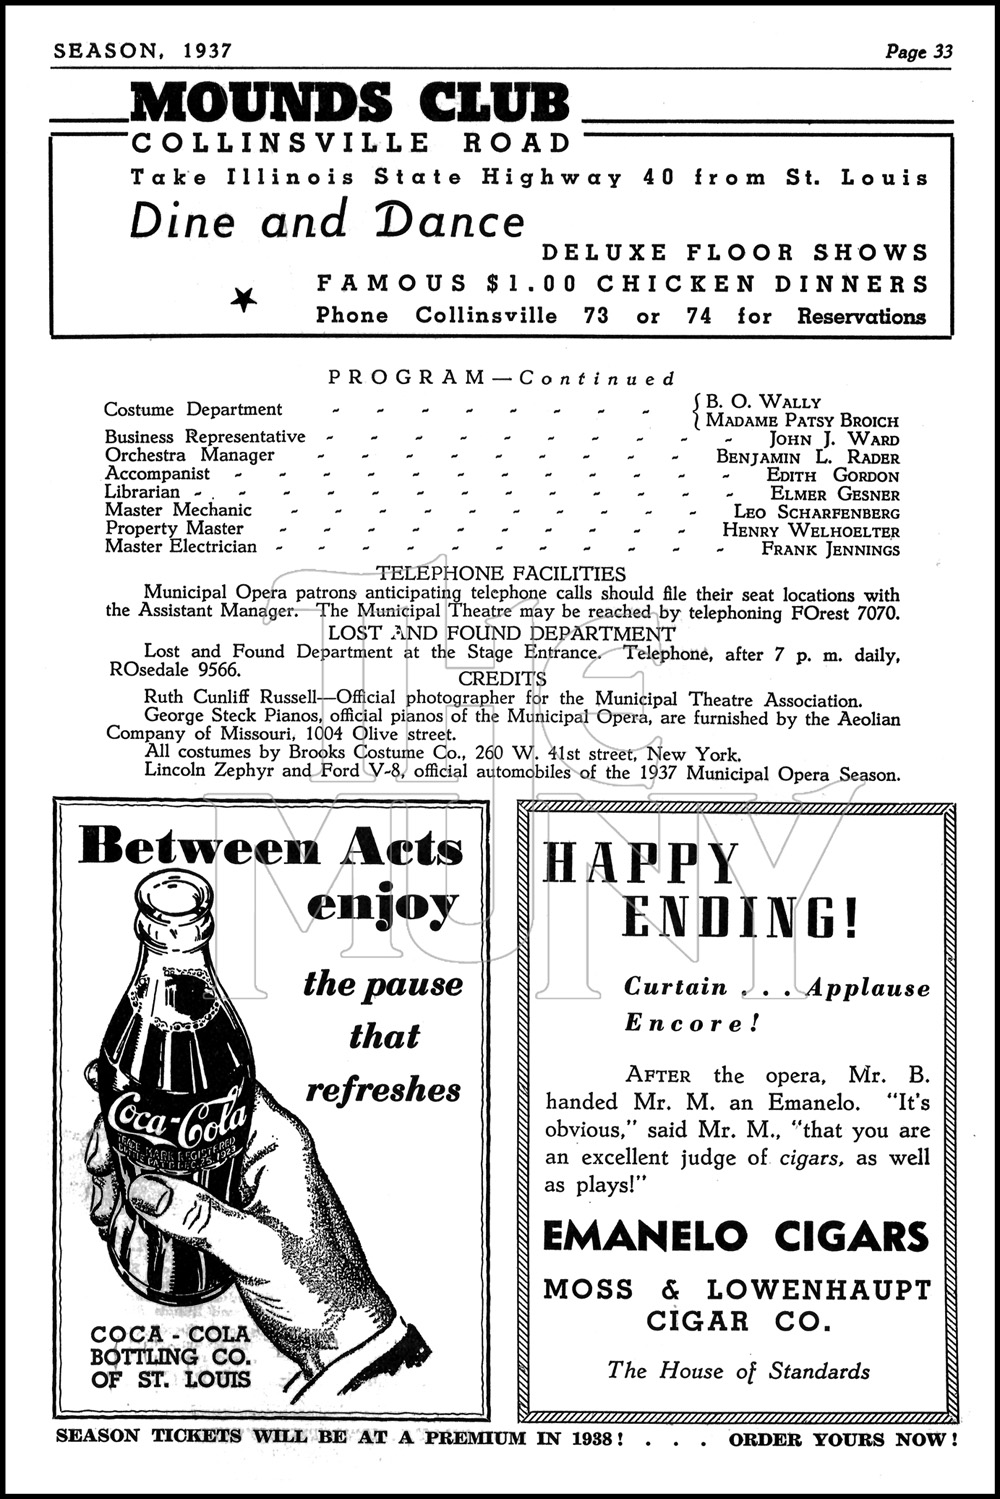 SEASON, 1937
Page 33
MOUNDS CLUB
COLLINSVILLE ROAD
Take Illinois State Highway 40 from St. Louis
Dine and Dance
DELUXE FLOOR SHOWS
FAMOUS $1.00 CHICKEN DINNERS
Phone Collinsville 73 or 74 for Reservations
PROGRAM—Continued
Costume Department - - - - - - - - - { B. O. WALLY
MADAME PATSY BROICH
Business Representative - - - - - - - - - - - - - - JOHN J. WARD
Orchestra Manager - - - - - - - - - - - - - BENJAMIN L. RADER
Accompanist - - - - - - - - - - - - - - - - - EDITH GORDON
Librarian - - - - - - - - - - - - - - - - - - - ELMER GESNER
Master Mechanic - - - - - - - - - - - - - LEO SCHARFENBERG
Property Master - - - - - - - - - - - - - - HENRY WELHOELTER
Master Electrician - - - - - - - - - - - - - - - - FRANK JENNINGS
TELEPHONE FACILITIES
Municipal Opera patrons anticipating telephone calls should file their seat locations with
the Assistant Manager. The Municipal Theatre may be reached by telephoning FOrest 7070.
LOST AND FOUND DEPARTMENT
Lost and Found Department at the Stage Entrance. Telephone, after 7 p. m. daily,
ROsedale 9566.
CREDITS
Ruth Cunliff Russell—Official photographer for the Municipal Theatre Association.
George Steck Pianos, official pianos of the Municipal Opera, are furnished by the Aeolian
Company of Missouri, 1004 Olive street.
All costumes by Brooks Costume Co., 260 W. 41st street, New York.
Lincoln Zephyr and Ford V-8, official automobiles of the 1937 Municipal Opera Season.
The
MUNY
Between Acts
enjoy
the pause
that
refreshes
Coca-Cola
TRADE MARK REGISTERED
COCA - COLA
BOTTLING CO.
OF ST. LOUIS
HAPPY
ENDING!
Curtain . . . Applause
Encore!
AFTER the opera, Mr. B.
handed Mr. M. an Emanelo. "It's
obvious," said Mr. M., "that you are
an excellent judge of cigars, as well
as plays!"
EMANELO CIGARS
MOSS & LOWENHAUPT
CIGAR CO.
The House of Standards
SEASON TICKETS WILL BE AT A PREMIUM IN 1938! . . . ORDER YOURS NOW!